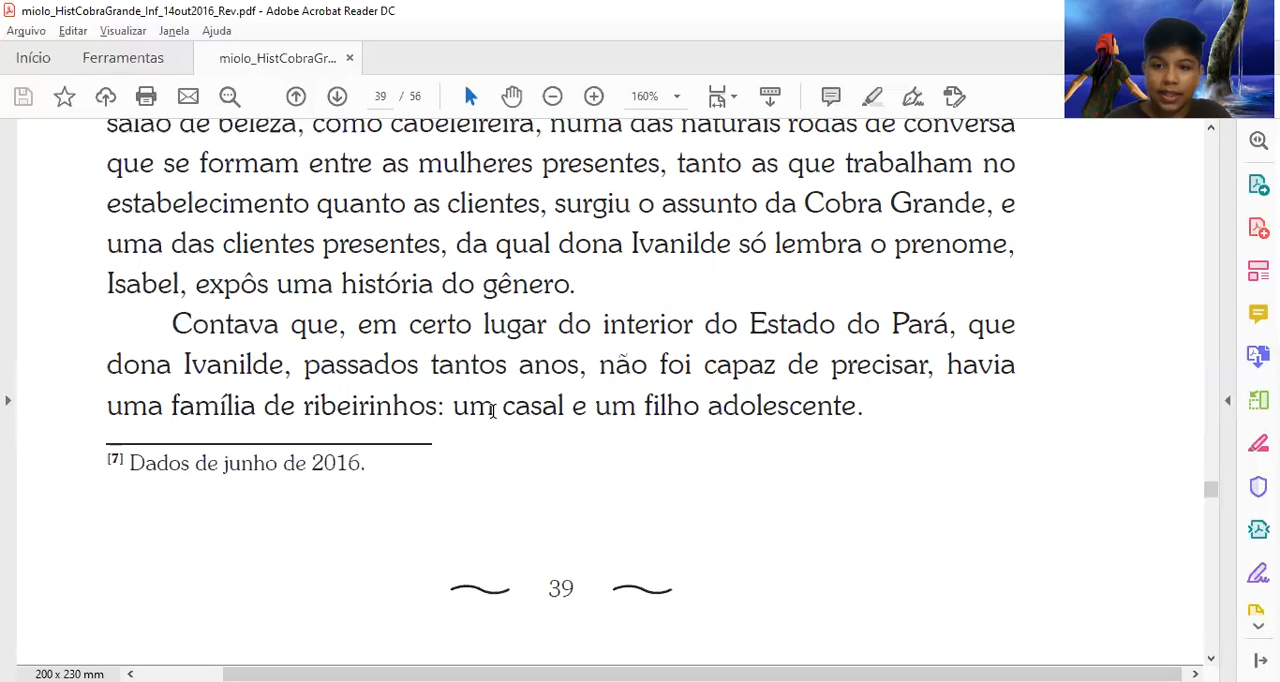 miolo_HistCobraGrande_Inf_14out2016_Rev.pdf - Adobe Acrobat Reader DC
Arquivo Editar Visualizar Janela Ajuda
Início Ferramentas miolo_HistCobraGr... ×
39 / 56 160%
salão de beleza, como cabeleireira, numa das naturais rodas de conversa
que se formam entre as mulheres presentes, tanto as que trabalham no
estabelecimento quanto as clientes, surgiu o assunto da Cobra Grande, e
uma das clientes presentes, da qual dona Ivanilde só lembra o prenome,
Isabel, expôs uma história do gênero.
Contava que, em certo lugar do interior do Estado do Pará, que
dona Ivanilde, passados tantos anos, não foi capaz de precisar, havia
uma família de ribeirinhos: um casal e um filho adolescente.
[7] Dados de junho de 2016.
39
200 x 230 mm